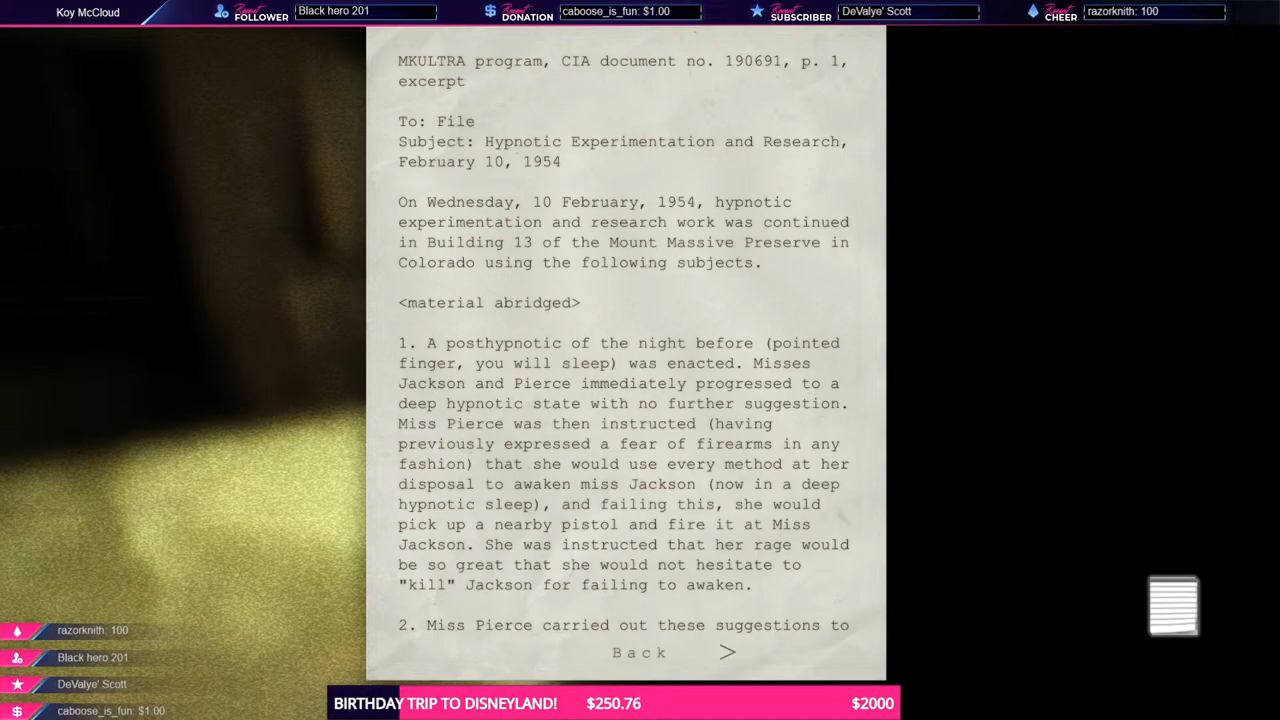 Koy McCloud
Recent
FOLLOWER
Black hero 201
Recent
DONATION
caboose_is_fun: $1.00
Recent
SUBSCRIBER
DeValye' Scott
Recent
CHEER
razorknith: 100
MKULTRA program, CIA document no. 190691, p. 1,
excerpt
To: File
Subject: Hypnotic Experimentation and Research,
February 10, 1954
On Wednesday, 10 February, 1954, hypnotic
experimentation and research work was continued
in Building 13 of the Mount Massive Preserve in
Colorado using the following subjects.
<material abridged>
1. A posthypnotic of the night before (pointed
finger, you will sleep) was enacted. Misses
Jackson and Pierce immediately progressed to a
deep hypnotic state with no further suggestion.
Miss Pierce was then instructed (having
previously expressed a fear of firearms in any
fashion) that she would use every method at her
disposal to awaken miss Jackson (now in a deep
hypnotic sleep), and failing this, she would
pick up a nearby pistol and fire it at Miss
Jackson. She was instructed that her rage would
be so great that she would not hesitate to
"kill" Jackson for failing to awaken.
2. Miss Pierce carried out these suggestions to
Back >
razorknith: 100
Black hero 201
DeValye' Scott
caboose_is_fun: $1.00
BIRTHDAY TRIP TO DISNEYLAND! $250.76 $2000